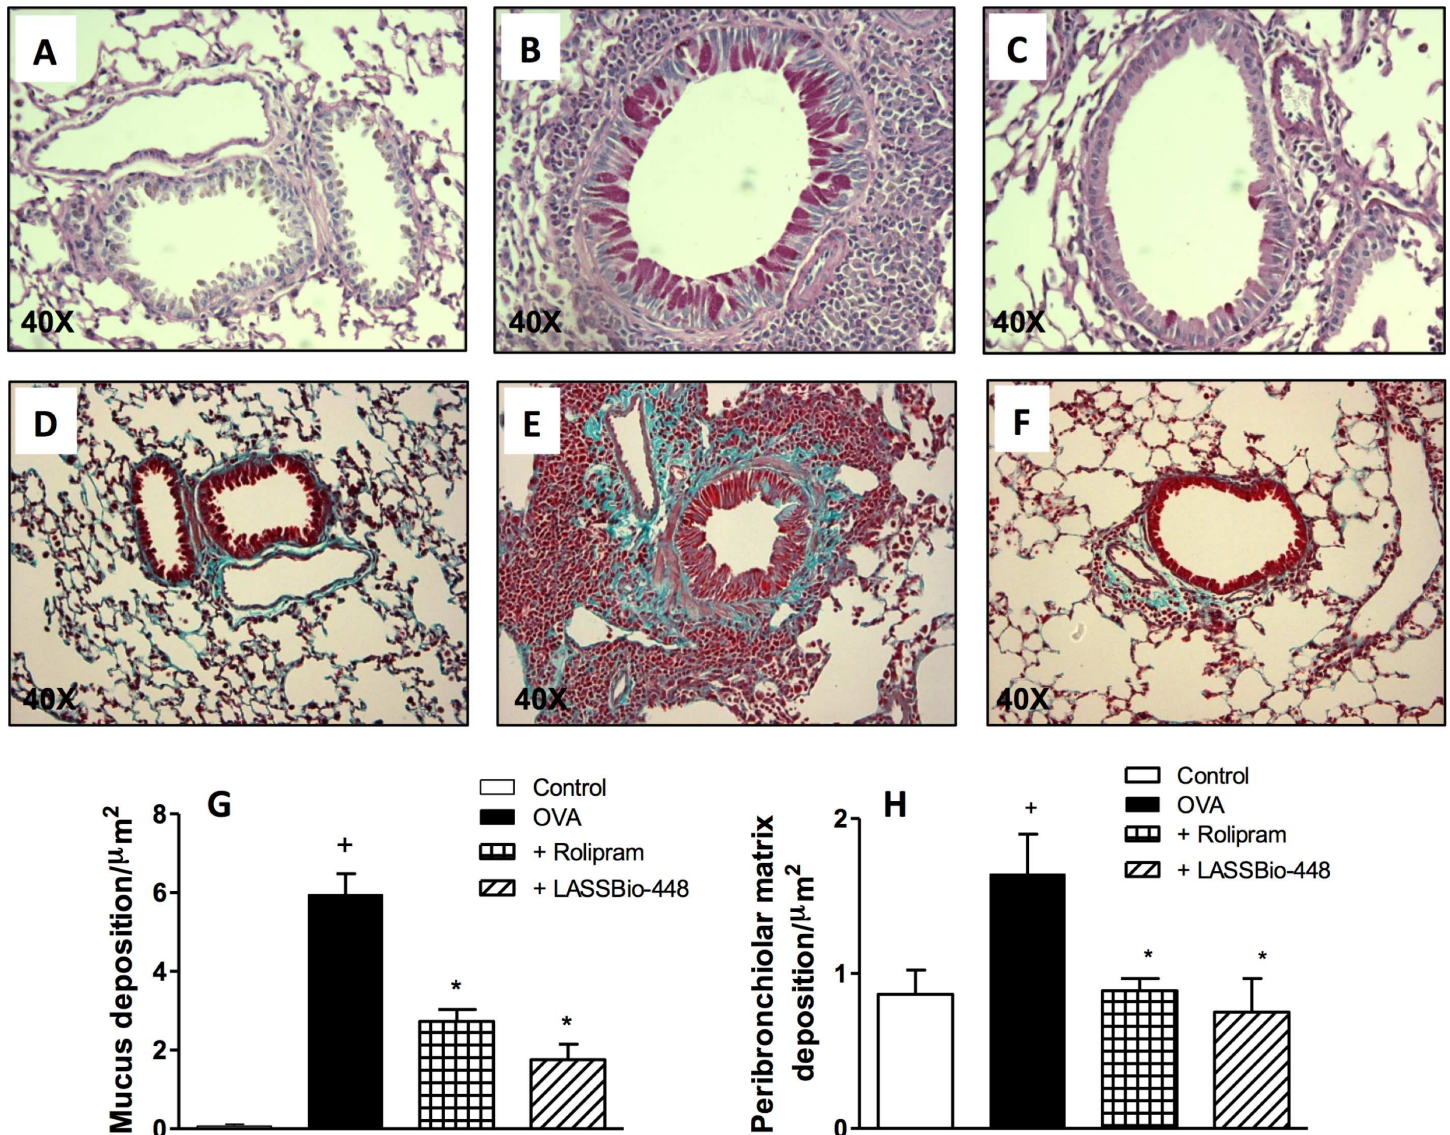 A
B
C
40X
40X
40X
D
E
F
40X
40X
40X
G
Control
OVA
+ Rolipram
+ LASSBio-448
Mucus deposition/μm2
8
6
4
2
0
+
*
*
H
Control
OVA
+ Rolipram
+ LASSBio-448
Peribronchiolar matrix
deposition/μm2
2
1
0
+
*
*